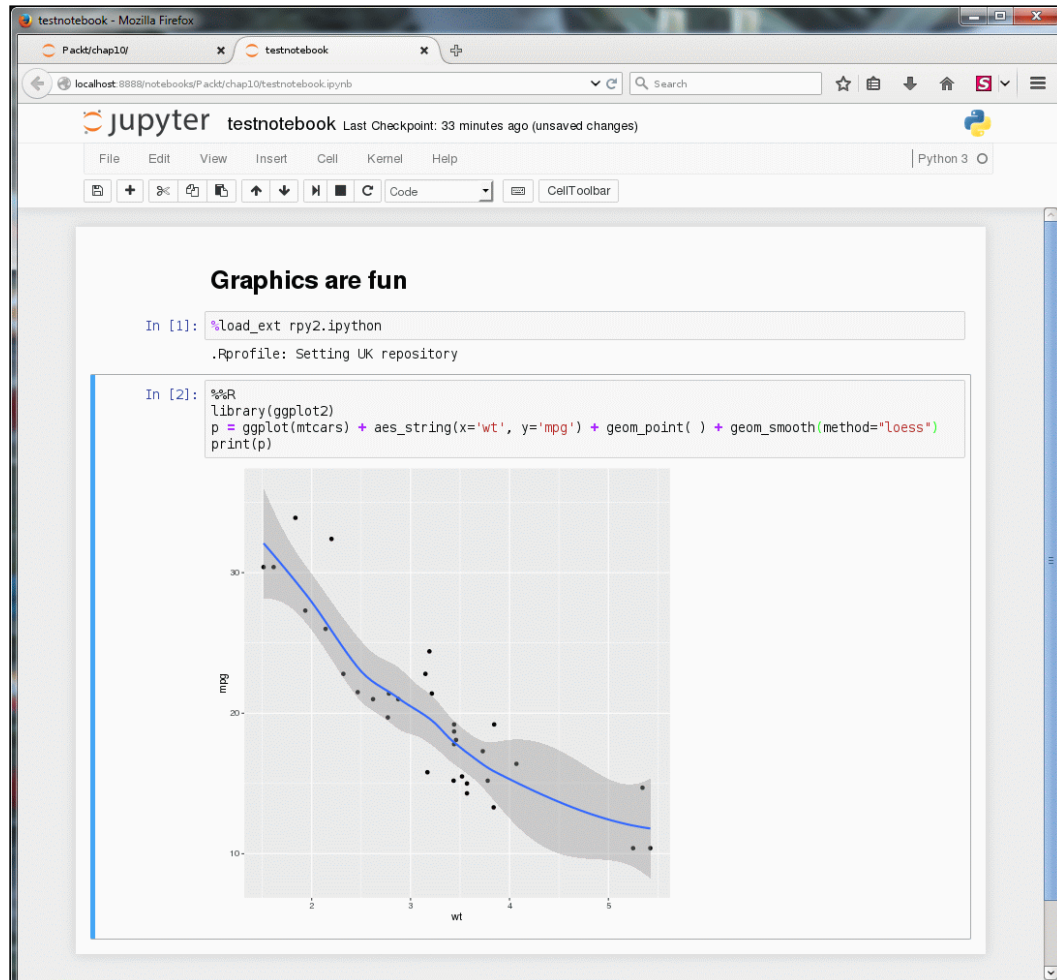 testnotebook - Mozilla Firefox
Packt/chap10/
testnotebook
localhost:8888/notebooks/Packt/chap10/testnotebook.ipynb
Search
S
jupyter testnotebook Last Checkpoint: 33 minutes ago (unsaved changes)
File Edit View Insert Cell Kernel Help
Python 3
Code
CellToolbar
Graphics are fun
In [1]: %load_ext rpy2.ipython
.Rprofile: Setting UK repository
In [2]: %%R
library(ggplot2)
p = ggplot(mtcars) + aes_string(x='wt', y='mpg') + geom_point( ) + geom_smooth(method="loess")
print(p)
30
20
10
mpg
2 3 4 5
wt